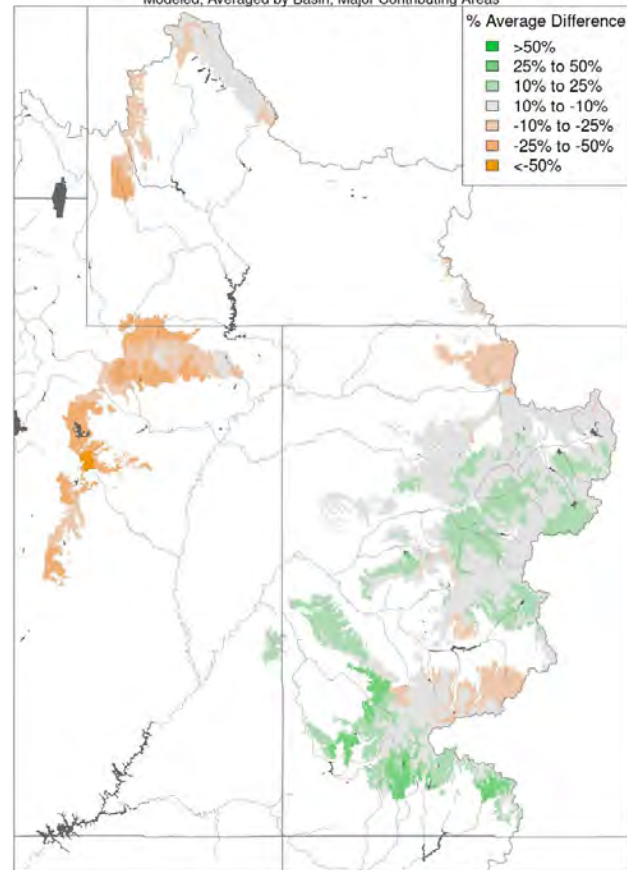 Modeled, Averaged by Basin, Major Contributing Areas
% Average Difference
>50%
25% to 50%
10% to 25%
10% to -10%
-10% to -25%
-25% to -50%
<-50%